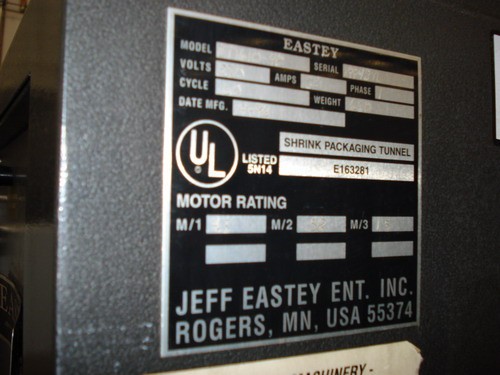 EASTEY
MODEL SERIAL
VOLTS AMPS PHASE
CYCLE WEIGHT
DATE MFG.
UL LISTED 5N14
SHRINK PACKAGING TUNNEL
E163281
MOTOR RATING
M/1 M/2 M/3
JEFF EASTEY ENT. INC.
ROGERS, MN, USA 55374
MACHINERY -